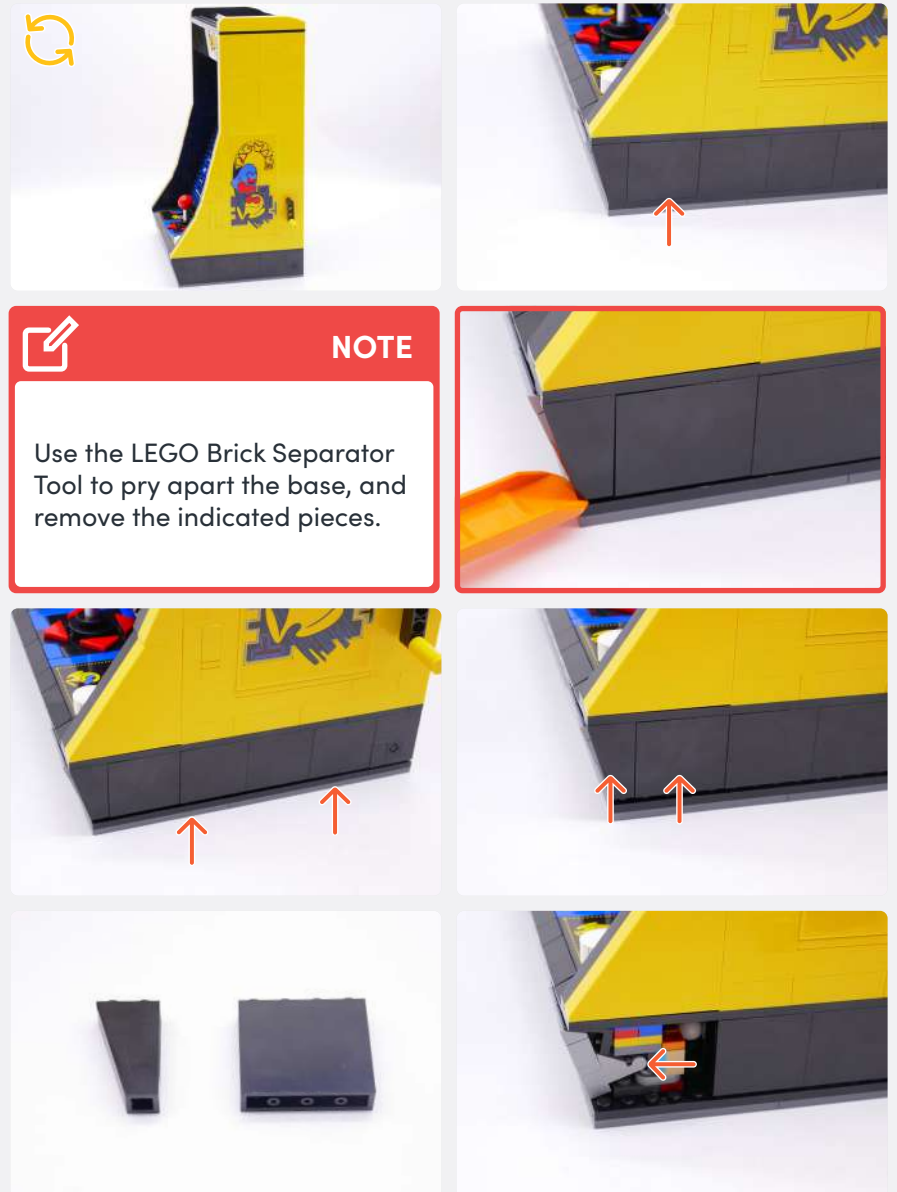 NOTE
Use the LEGO Brick Separator
Tool to pry apart the base, and
remove the indicated pieces.